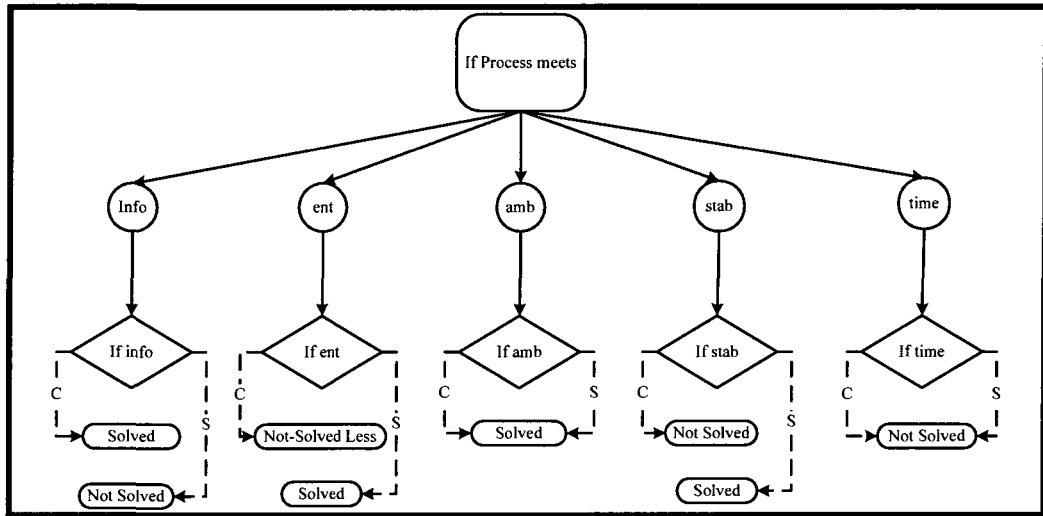 If Process meets
Info
ent
amb
stab
time
If info
If ent
If amb
If stab
If time
C
S
C
S
C
S
C
S
C
S
Solved
Not-Solved Less
Solved
Not Solved
Not Solved
Not Solved
Solved
Solved